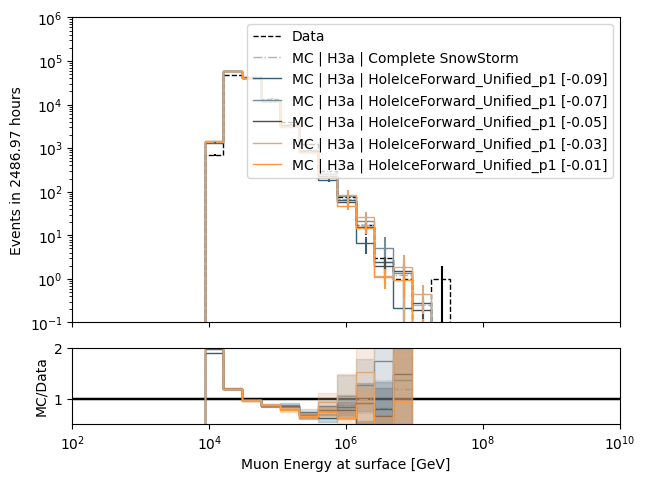 10^6
10^5
10^4
10^3
10^2
10^1
10^0
10^-1
Events in 2486.97 hours
Data
MC | H3a | Complete SnowStorm
MC | H3a | HoleIceForward_Unified_p1 [-0.09]
MC | H3a | HoleIceForward_Unified_p1 [-0.07]
MC | H3a | HoleIceForward_Unified_p1 [-0.05]
MC | H3a | HoleIceForward_Unified_p1 [-0.03]
MC | H3a | HoleIceForward_Unified_p1 [-0.01]
2
1
MC/Data
10^2 10^4 10^6 10^8 10^10
Muon Energy at surface [GeV]